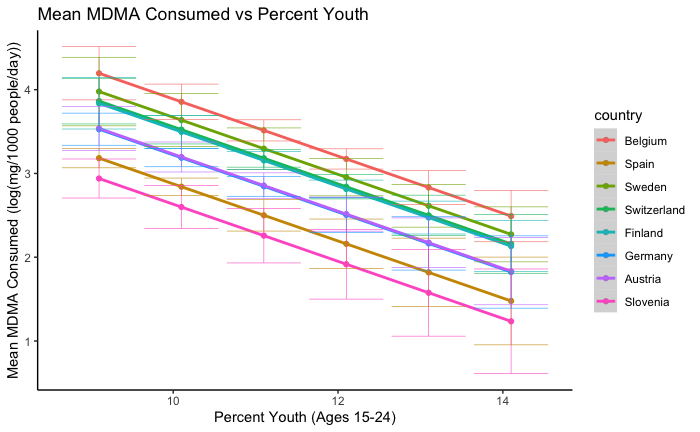 Mean MDMA Consumed vs Percent Youth
Mean MDMA Consumed (log(mg/1000 people/day))
4
3
2
1
10
12
14
Percent Youth (Ages 15-24)
country
Belgium
Spain
Sweden
Switzerland
Finland
Germany
Austria
Slovenia